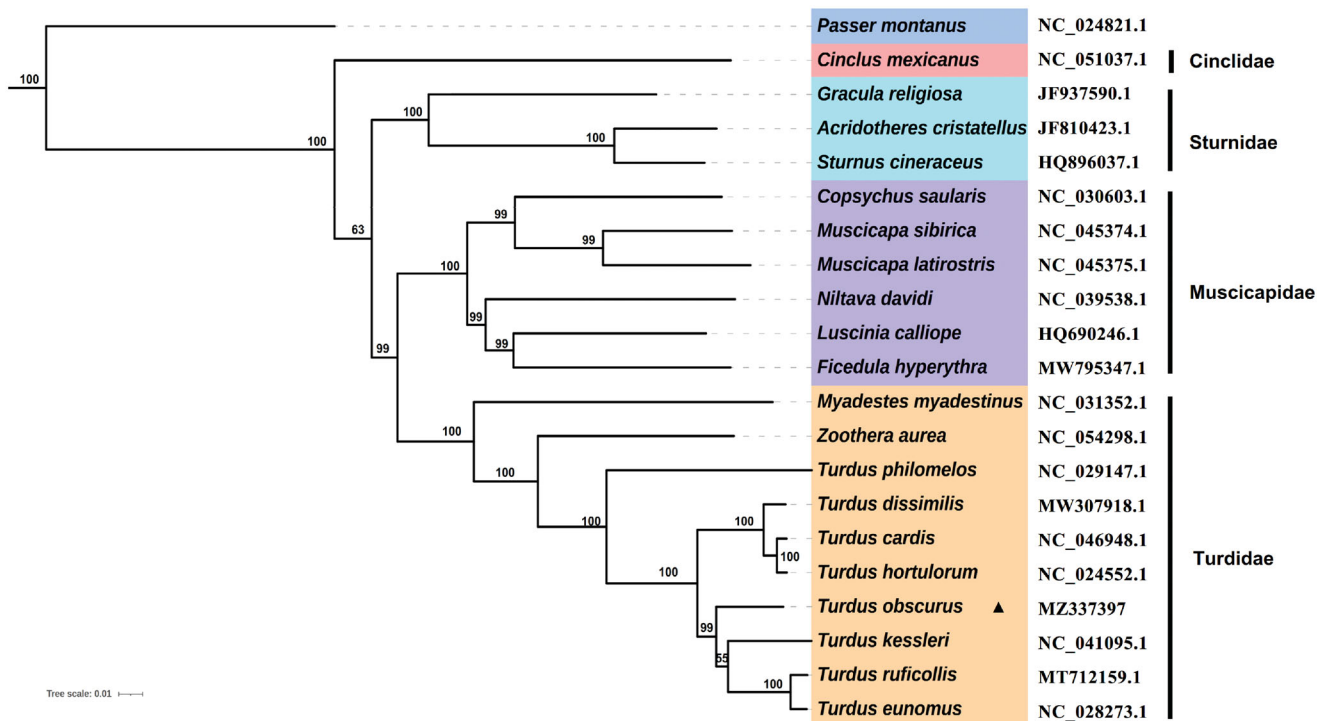 Passer montanus NC_024821.1
100
Cinclus mexicanus NC_051037.1 Cinclidae
Gracula religiosa JF937590.1
100
Acridotheres cristatellus JF810423.1
100 100 Sturnidae
Sturnus cineraceus HQ896037.1
Copsychus saularis NC_030603.1
99
Muscicapa sibirica NC_045374.1
63 99
Muscicapa latirostris NC_045375.1
100
Muscicapidae
Niltava davidi NC_039538.1
99
Luscinia calliope HQ690246.1
99 99
Ficedula hyperythra MW795347.1
Myadestes myadestinus NC_031352.1
100
Zoothera aurea NC_054298.1
100
Turdus philomelos NC_029147.1
Turdus dissimilis MW307918.1
100 100
Turdus cardis NC_046948.1
100 Turdidae
Turdus hortulorum NC_024552.1
100
Turdus obscurus ▲ MZ337397
99
Turdus kessleri NC_041095.1
55
Turdus ruficollis MT712159.1
100
Tree scale: 0.01
Turdus eunomus NC_028273.1